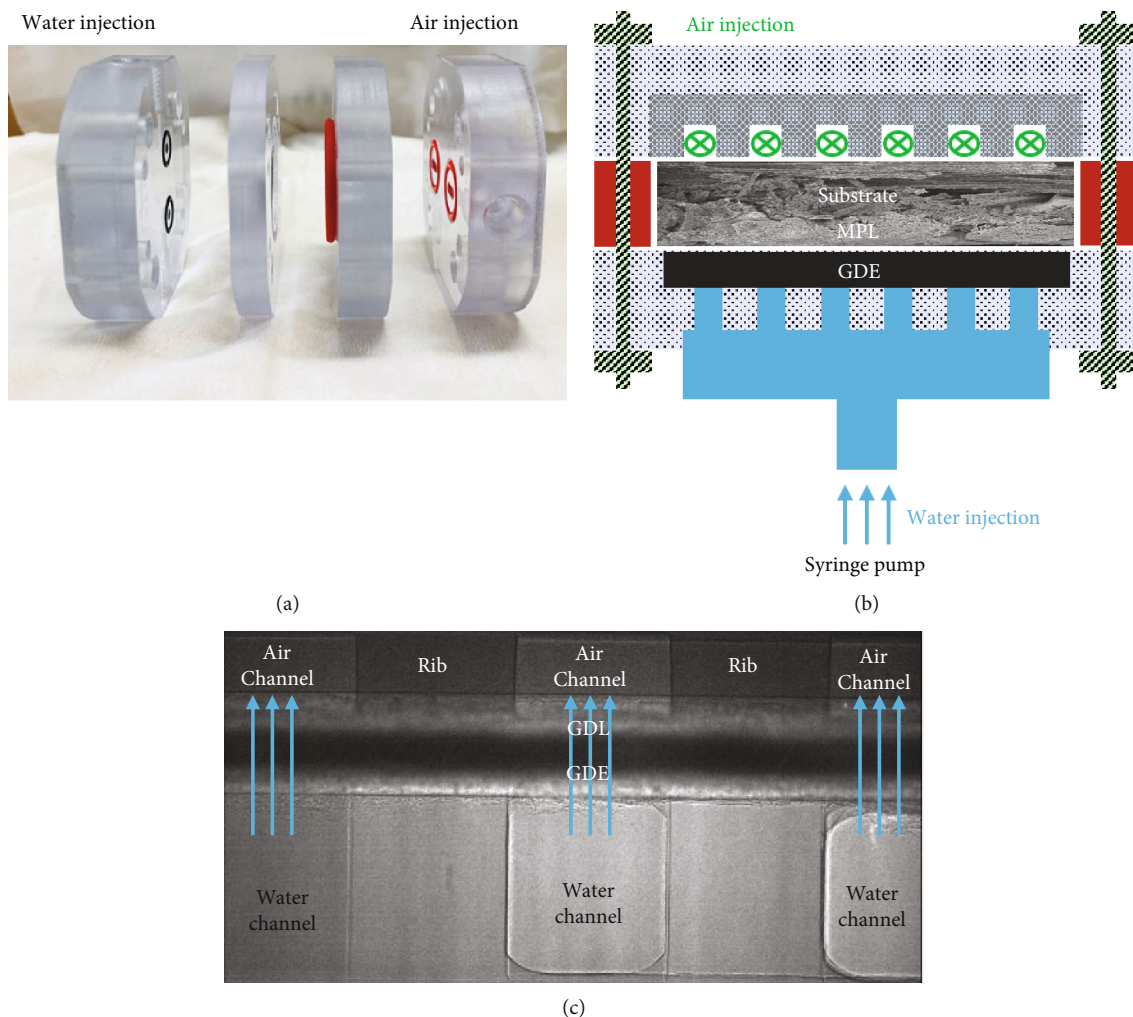 Water injection
Air injection
Air injection
Substrate
MPL
GDE
Water injection
Syringe pump
(a)
(b)
Air
Channel
Rib
Air
Channel
Rib
Air
Channel
GDL
GDE
Water
channel
Water
channel
Water
channel
(c)